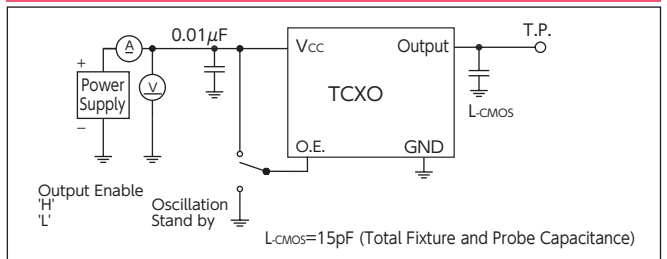 0.01μF
T.P.
A
+
Vcc
Output
Power
Supply
V
TCXO
−
L-CMOS
O.E.
GND
Output Enable
'H'
Oscillation
'L'
Stand by
L-CMOS=15pF (Total Fixture and Probe Capacitance)